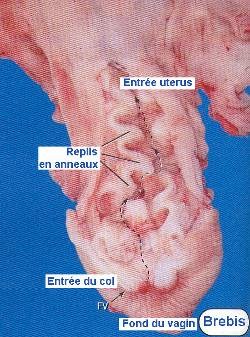 Entrée uterus
Replis
en anneaux
Entrée du col
FV
Fond du vagin
Brebis